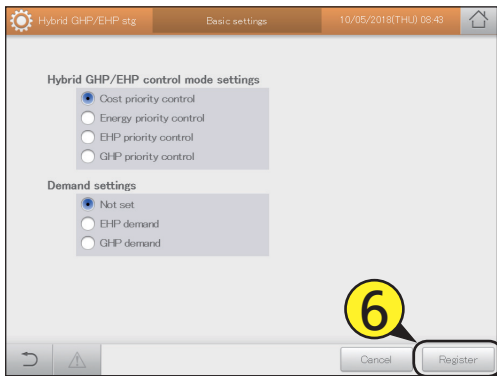 Hybrid GHP/EHP stg Basic settings 10/05/2018(THU) 08:43
Hybrid GHP/EHP control mode settings
Cost priority control
Energy priority control
EHP priority control
GHP priority control
Demand settings
Not set
EHP demand
GHP demand
6
Cancel Register